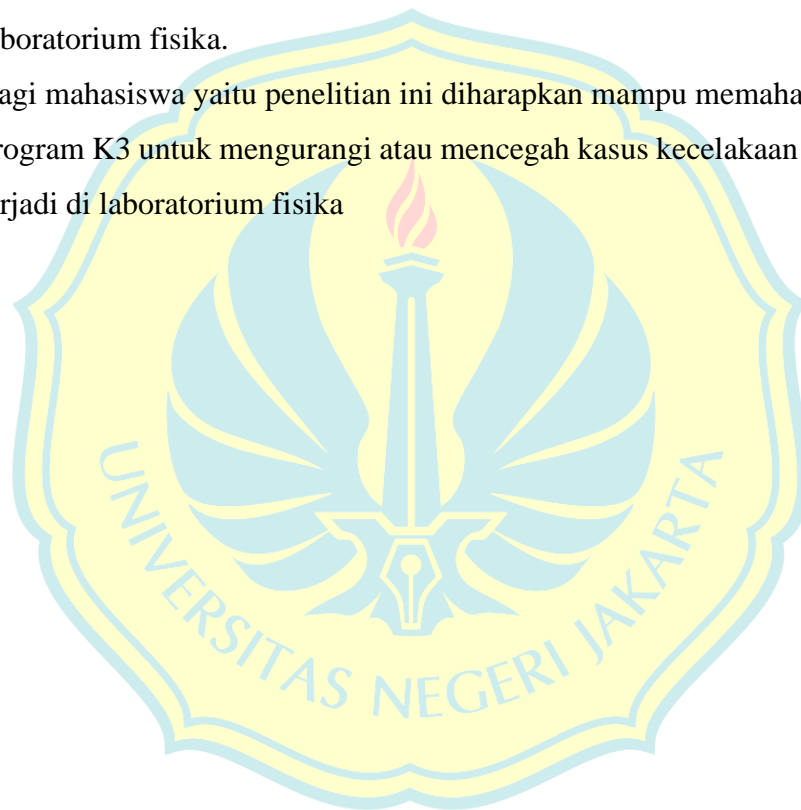 boratorium fisika.
agi mahasiswa yaitu penelitian ini diharapkan mampu memaha
rogram K3 untuk mengurangi atau mencegah kasus kecelakaan
rjadi di laboratorium fisika
UNIVERSITAS NEGERI JAKARTA